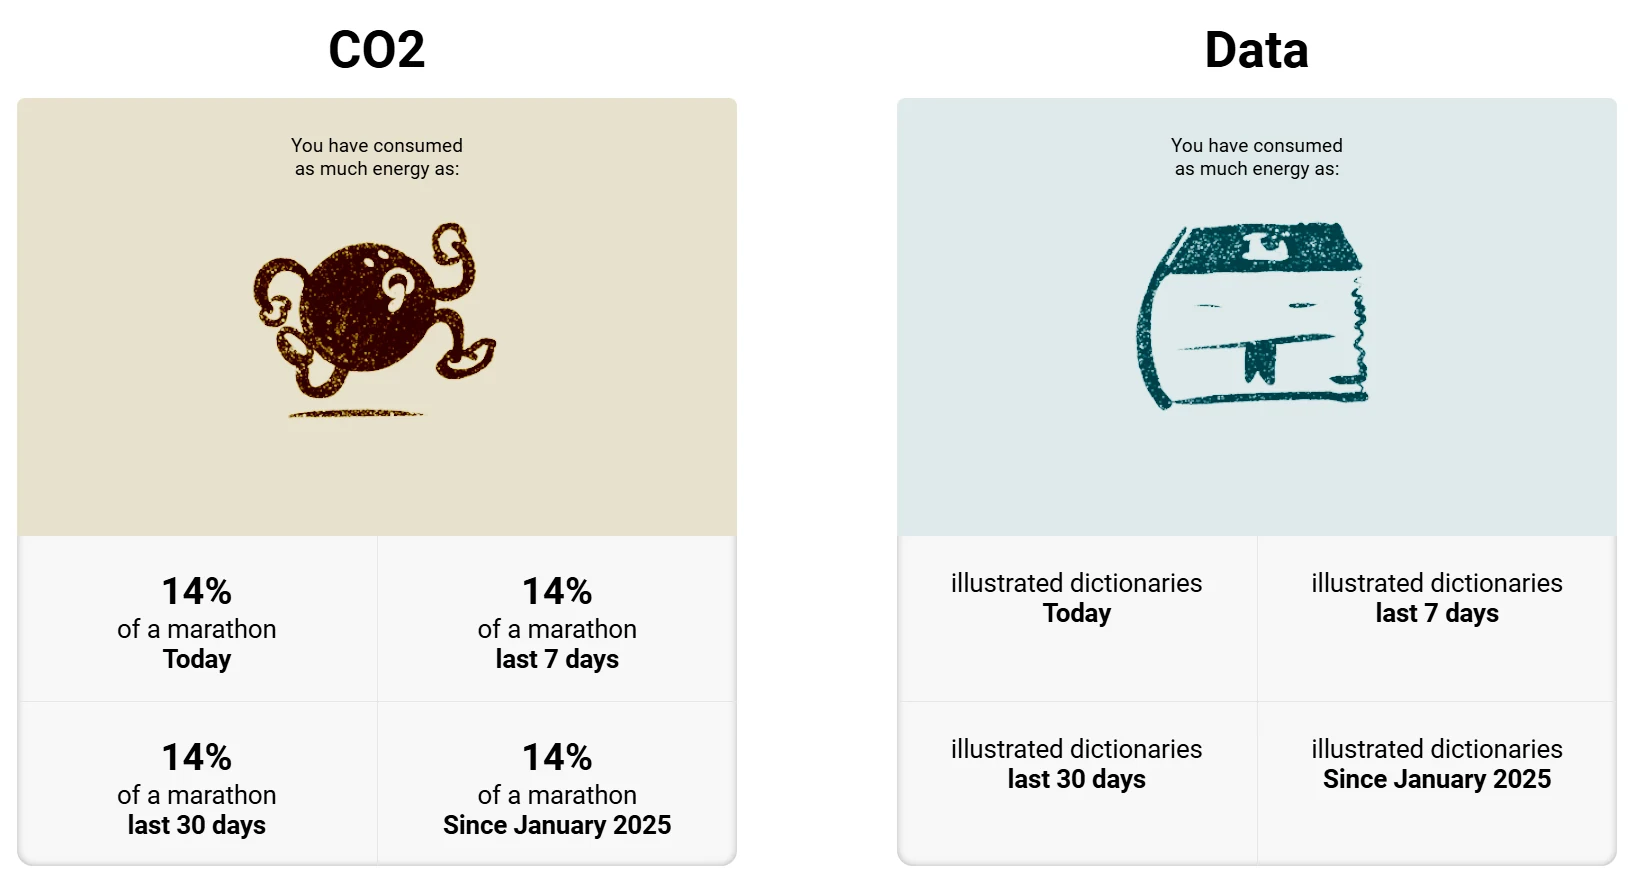 CO2
You have consumed
as much energy as:
14%
of a marathon
Today
14%
of a marathon
last 7 days
14%
of a marathon
last 30 days
14%
of a marathon
Since January 2025
Data
You have consumed
as much energy as:
illustrated dictionaries
Today
illustrated dictionaries
last 7 days
illustrated dictionaries
last 30 days
illustrated dictionaries
Since January 2025